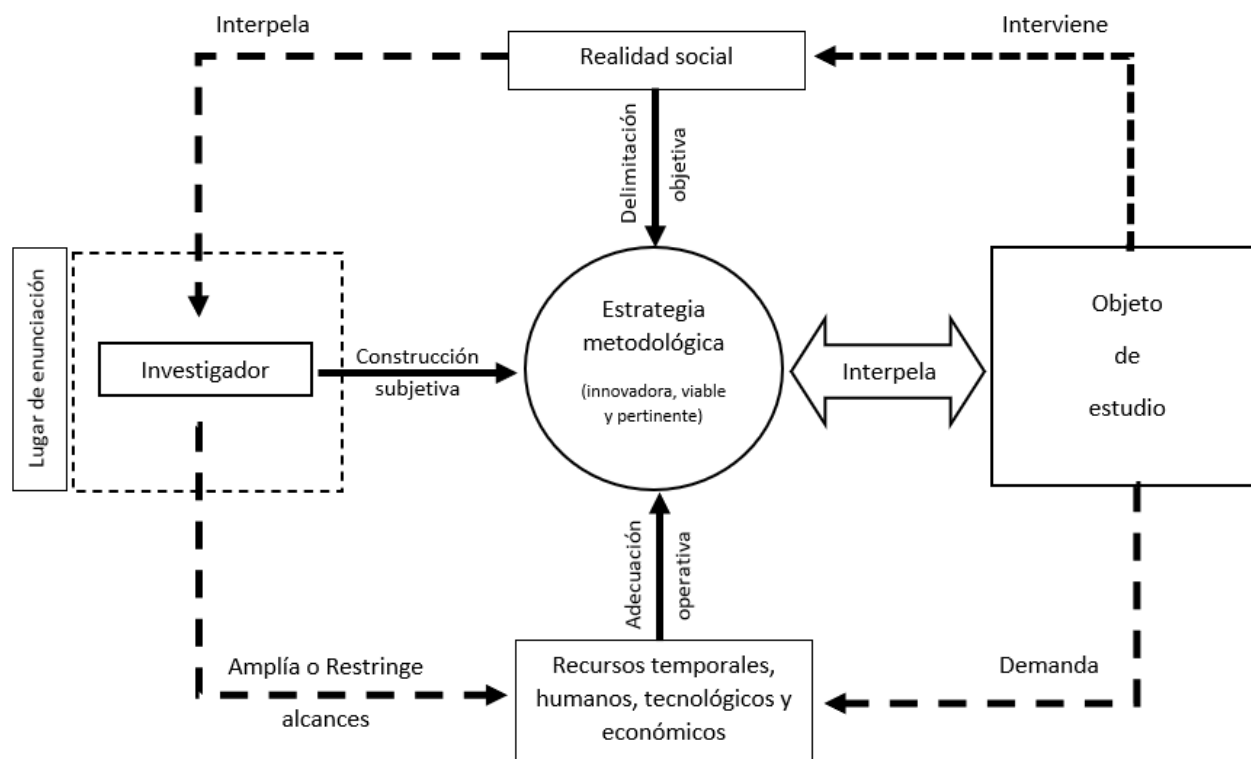 Interpela
Realidad social
Interviene
Delimitación
objetiva
Lugar de enunciación
Investigador
Construcción
subjetiva
Estrategia
metodológica
(innovadora, viable
y pertinente)
Interpela
Objeto
de
estudio
Adecuación
operativa
Amplía o Restringe
alcances
Recursos temporales,
humanos, tecnológicos y
económicos
Demanda